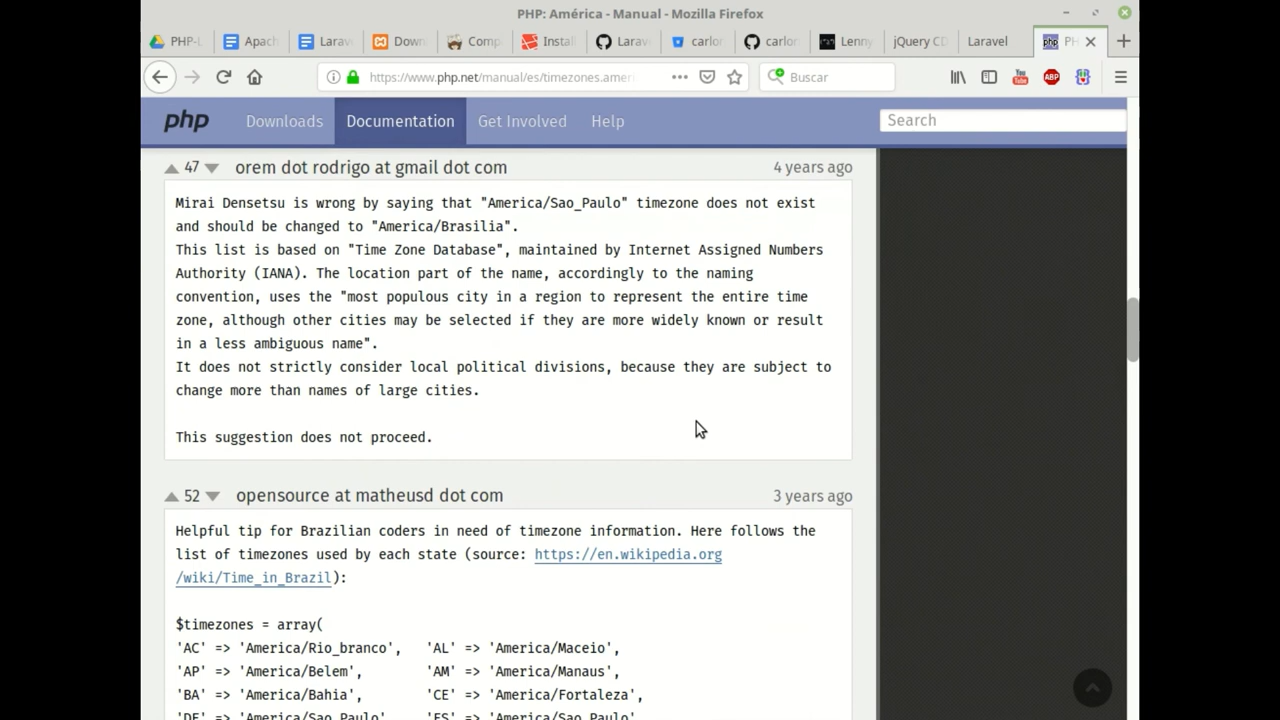 PHP: América - Manual - Mozilla Firefox
PHP-L
Apach
Larav
Down
Comp
Instal
Larav
carlor
carlor
Lenny
jQuery CD
Laravel
PH
https://www.php.net/manual/es/timezones.ameri
Buscar
php
Downloads
Documentation
Get Involved
Help
Search
47
orem dot rodrigo at gmail dot com
4 years ago
Mirai Densetsu is wrong by saying that "America/Sao_Paulo" timezone does not exist
and should be changed to "America/Brasilia".
This list is based on "Time Zone Database", maintained by Internet Assigned Numbers
Authority (IANA). The location part of the name, accordingly to the naming
convention, uses the "most populous city in a region to represent the entire time
zone, although other cities may be selected if they are more widely known or result
in a less ambiguous name".
It does not strictly consider local political divisions, because they are subject to
change more than names of large cities.
This suggestion does not proceed.
52
opensource at matheusd dot com
3 years ago
Helpful tip for Brazilian coders in need of timezone information. Here follows the
list of timezones used by each state (source: https://en.wikipedia.org
/wiki/Time_in_Brazil):
$timezones = array(
'AC' => 'America/Rio_branco',   'AL' => 'America/Maceio',
'AP' => 'America/Belem',   'AM' => 'America/Manaus',
'BA' => 'America/Bahia',   'CE' => 'America/Fortaleza',
'DF' => 'America/Sao_Paulo',   'ES' => 'America/Sao_Paulo',